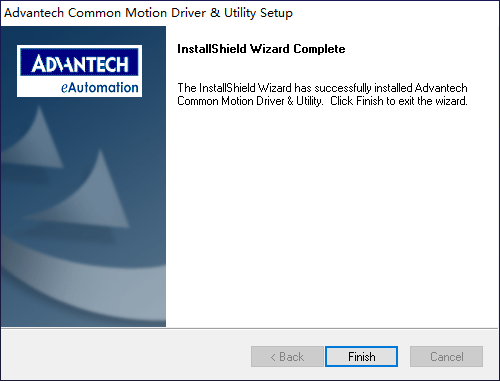 Advantech Common Motion Driver & Utility Setup
ADVANTECH
eAutomation
InstallShield Wizard Complete
The InstallShield Wizard has successfully installed Advantech
Common Motion Driver & Utility. Click Finish to exit the wizard.
< Back
Finish
Cancel